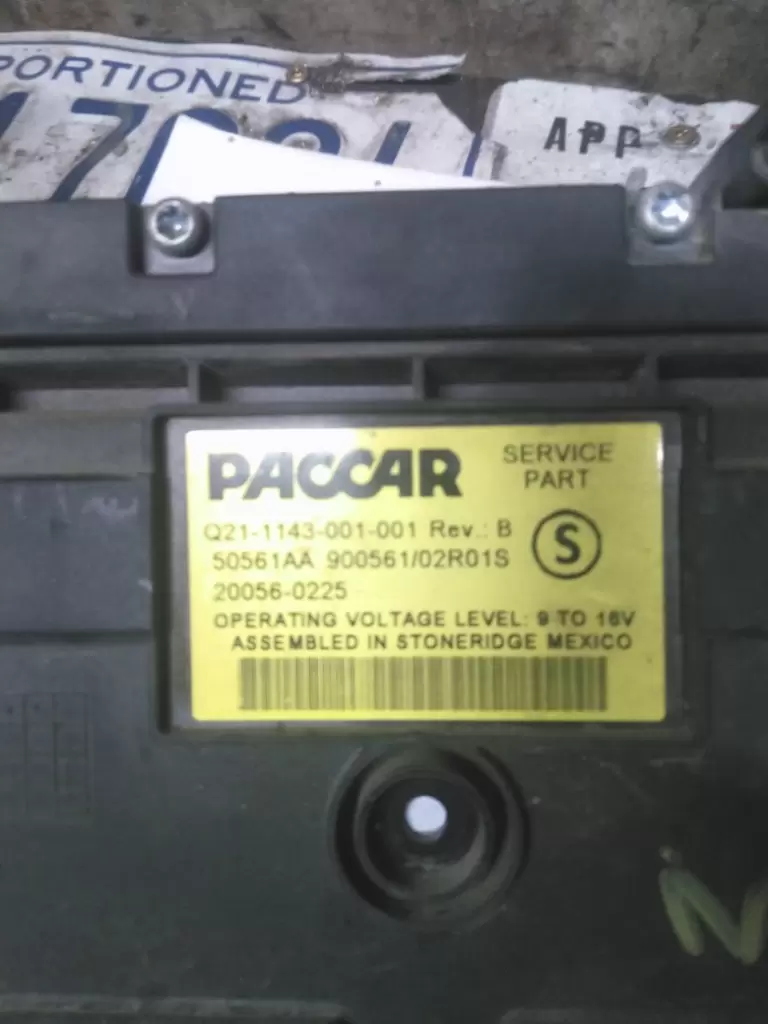 PORTIONED
APP
PACCAR
SERVICE
PART
Q21-1143-001-001 Rev.: B
S
50561AA 900561/02R01S
20056-0225
OPERATING VOLTAGE LEVEL: 9 TO 16V
ASSEMBLED IN STONERIDGE MEXICO
N